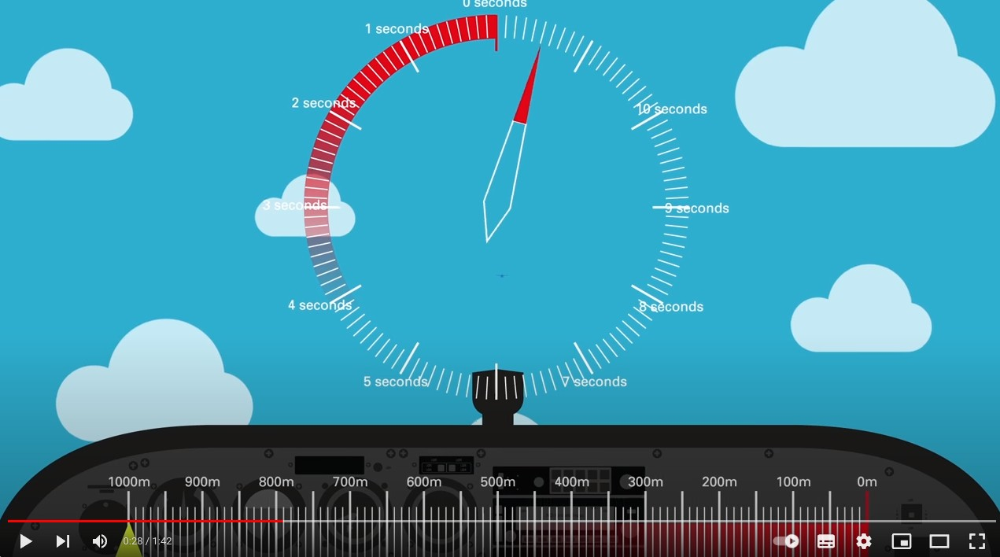 0 seconds
1 seconds
2 seconds
10 seconds
3 seconds
9 seconds
4 seconds
8 seconds
5 seconds
7 seconds
1000m
900m
800m
700m
600m
500m
400m
300m
200m
100m
0m
0:28 / 1:42